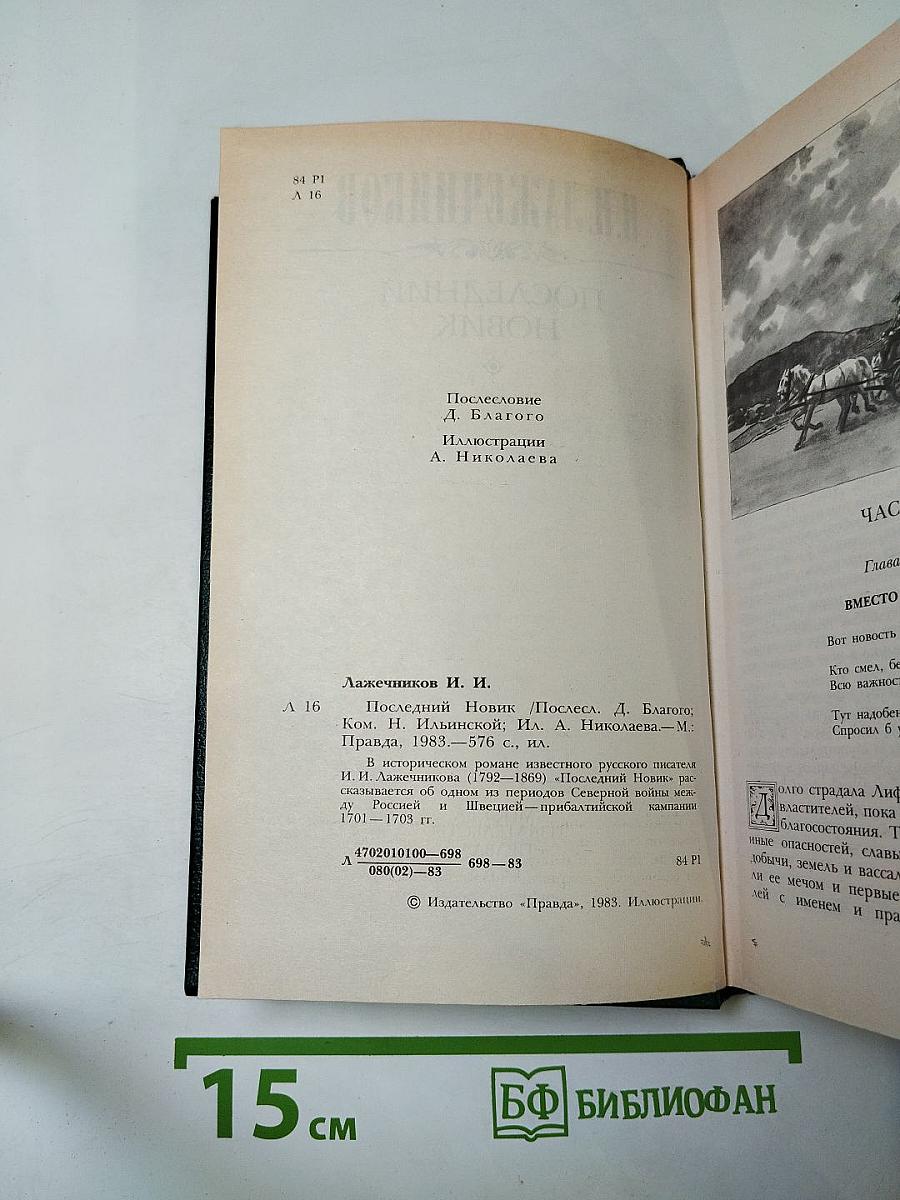 84 Р1
Л 16
И.И. ЛАЖЕЧНИКОВ
ПОСЛЕДНИЙ
НОВИК
Послесловие
Д. Благого
Иллюстрации
А. Николаева
Лажечников И. И.
Л 16 Последний Новик /Послесл. Д. Благого;
Ком. Н. Ильинской; Ил. А. Николаева.—М.:
Правда, 1983.—576 с., ил.
В историческом романе известного русского писателя
И. И. Лажечникова (1792—1869) «Последний Новик» рас-
сказывается об одном из периодов Северной войны меж-
ду Россией и Швецией—прибалтийской кампании
1701—1703 гг.
Л 4702010100—698 698—83 84 Р1
080(02)—83
© Издательство «Правда», 1983. Иллюстрации.
ЧАС
Глава
ВМЕСТО
Вот новость
Кто смел, бе
Всю важност
Тут надобен
Спросил б у
Долго страдала Лиф
властителей, пока
благосостояния. Т
иные опасностей, славы
добычи, земель и вассал
ли ее мечом и первые
лей с именем и пра
15 см
БФ БИБЛИОФАН